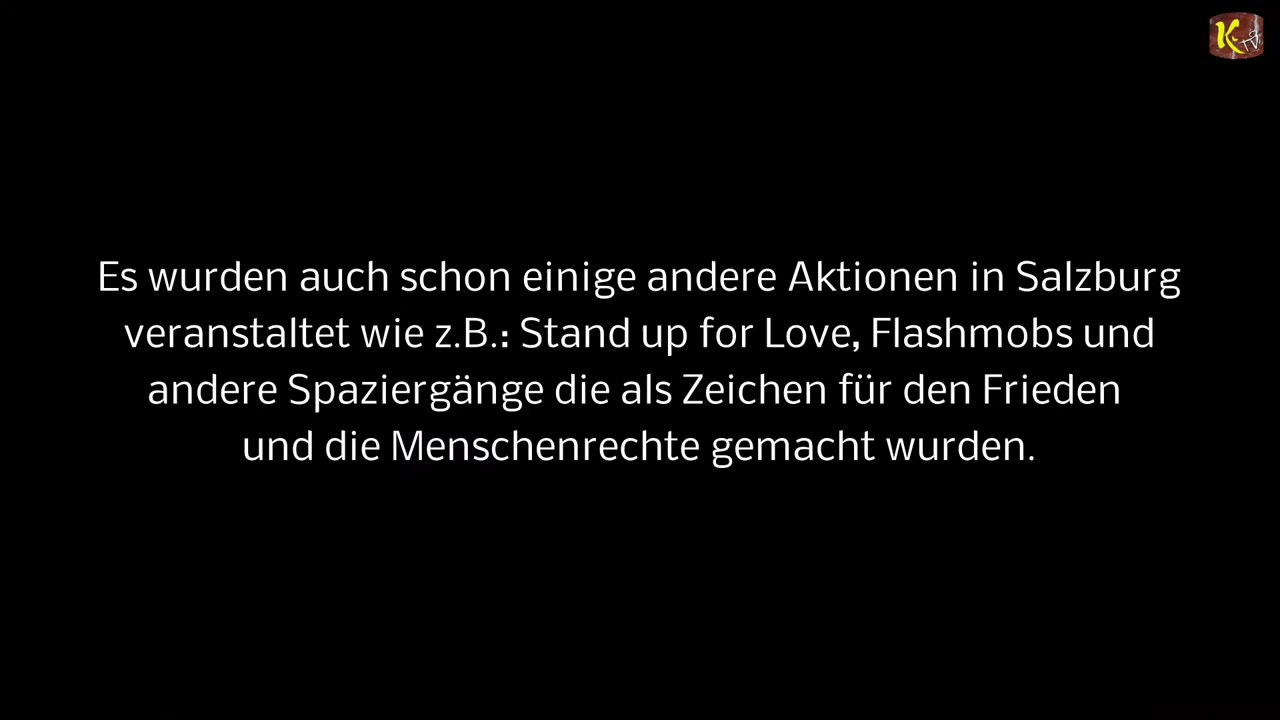 K TV
Es wurden auch schon einige andere Aktionen in Salzburg
veranstaltet wie z.B.: Stand up for Love, Flashmobs und
andere Spaziergänge die als Zeichen für den Frieden
und die Menschenrechte gemacht wurden.